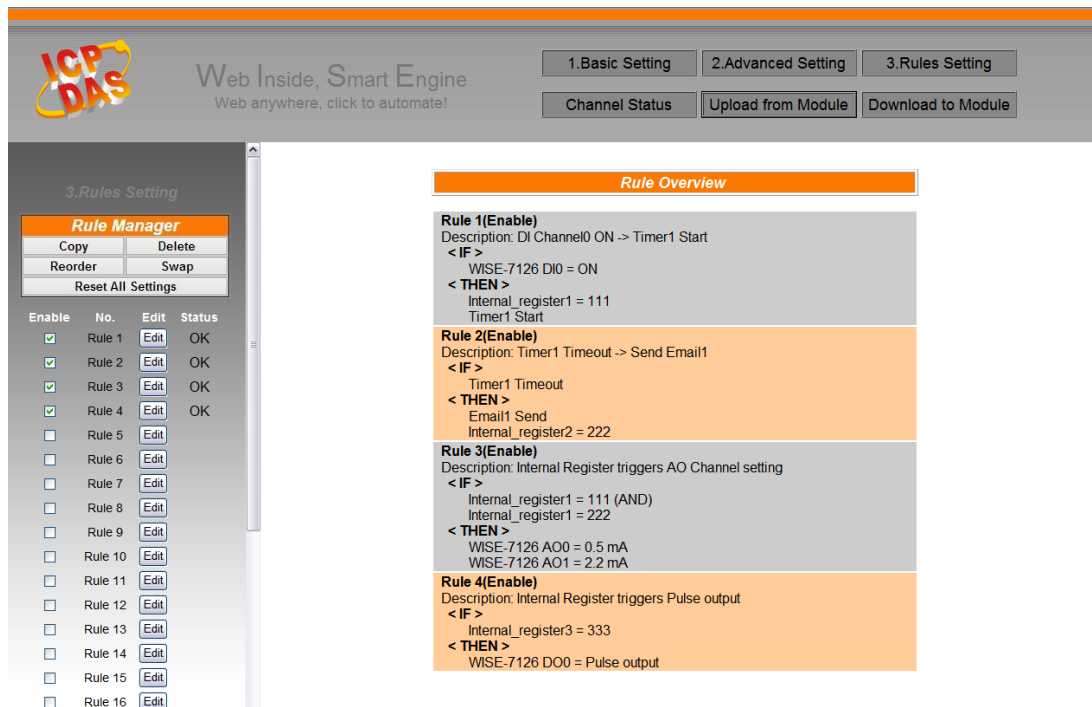 ICP DAS
Web Inside, Smart Engine
Web anywhere, click to automate!
1.Basic Setting
2.Advanced Setting
3.Rules Setting
Channel Status
Upload from Module
Download to Module
3.Rules Setting
Rule Manager
Copy Delete
Reorder Swap
Reset All Settings
Enable No. Edit Status
Rule 1 Edit OK
Rule 2 Edit OK
Rule 3 Edit OK
Rule 4 Edit OK
Rule 5 Edit
Rule 6 Edit
Rule 7 Edit
Rule 8 Edit
Rule 9 Edit
Rule 10 Edit
Rule 11 Edit
Rule 12 Edit
Rule 13 Edit
Rule 14 Edit
Rule 15 Edit
Rule 16 Edit
Rule Overview
Rule 1(Enable)
Description: DI Channel0 ON -> Timer1 Start
< IF >
WISE-7126 DI0 = ON
< THEN >
Internal_register1 = 111
Timer1 Start
Rule 2(Enable)
Description: Timer1 Timeout -> Send Email1
< IF >
Timer1 Timeout
< THEN >
Email1 Send
Internal_register2 = 222
Rule 3(Enable)
Description: Internal Register triggers AO Channel setting
< IF >
Internal_register1 = 111 (AND)
Internal_register1 = 222
< THEN >
WISE-7126 AO0 = 0.5 mA
WISE-7126 AO1 = 2.2 mA
Rule 4(Enable)
Description: Internal Register triggers Pulse output
< IF >
Internal_register3 = 333
< THEN >
WISE-7126 DO0 = Pulse output